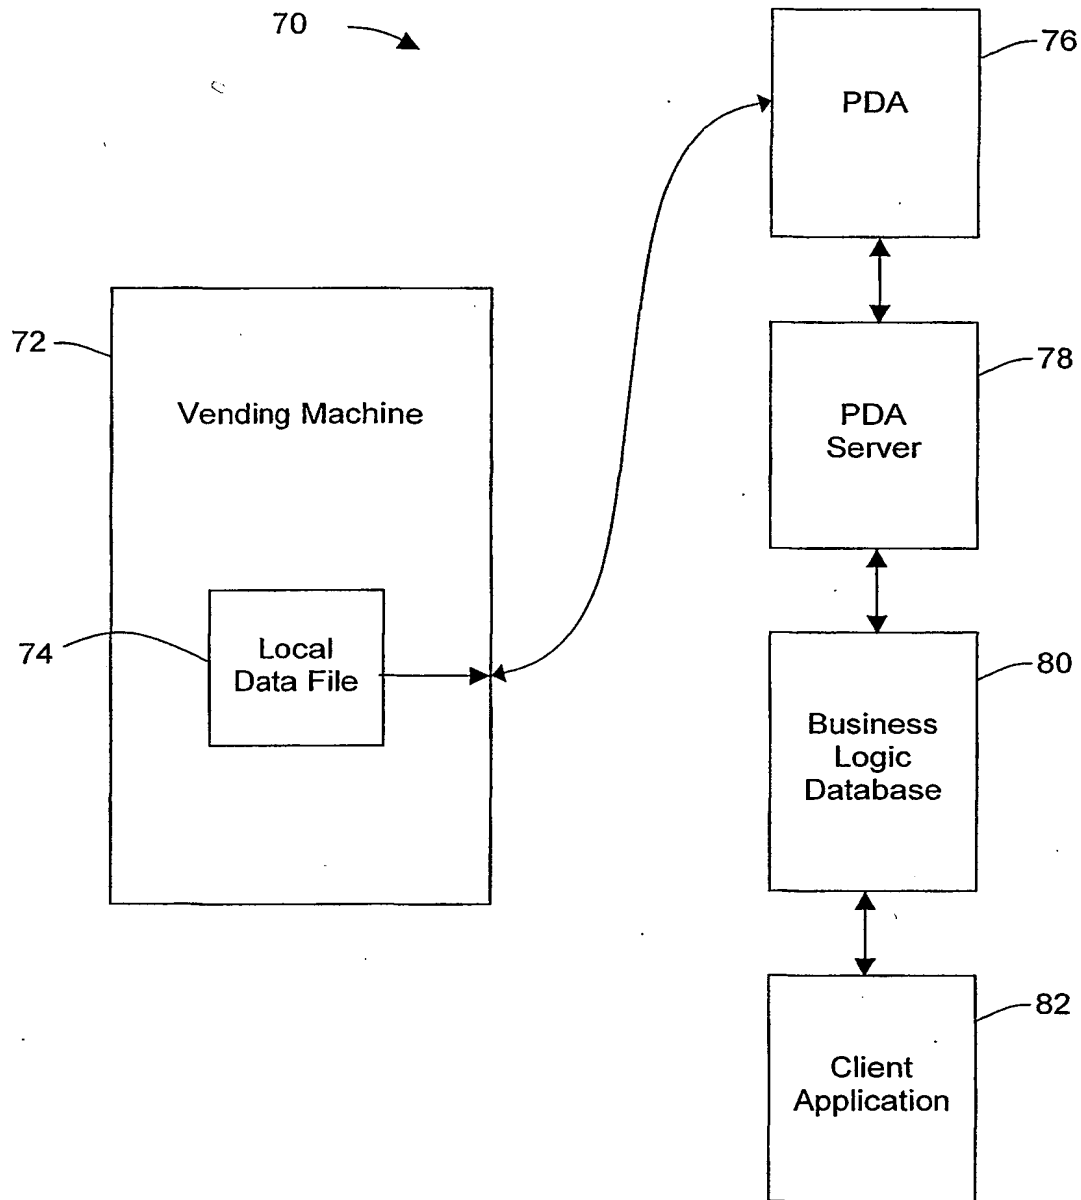 70
76
PDA
72
Vending Machine
78
PDA
Server
74
Local
Data File
80
Business
Logic
Database
82
Client
Application